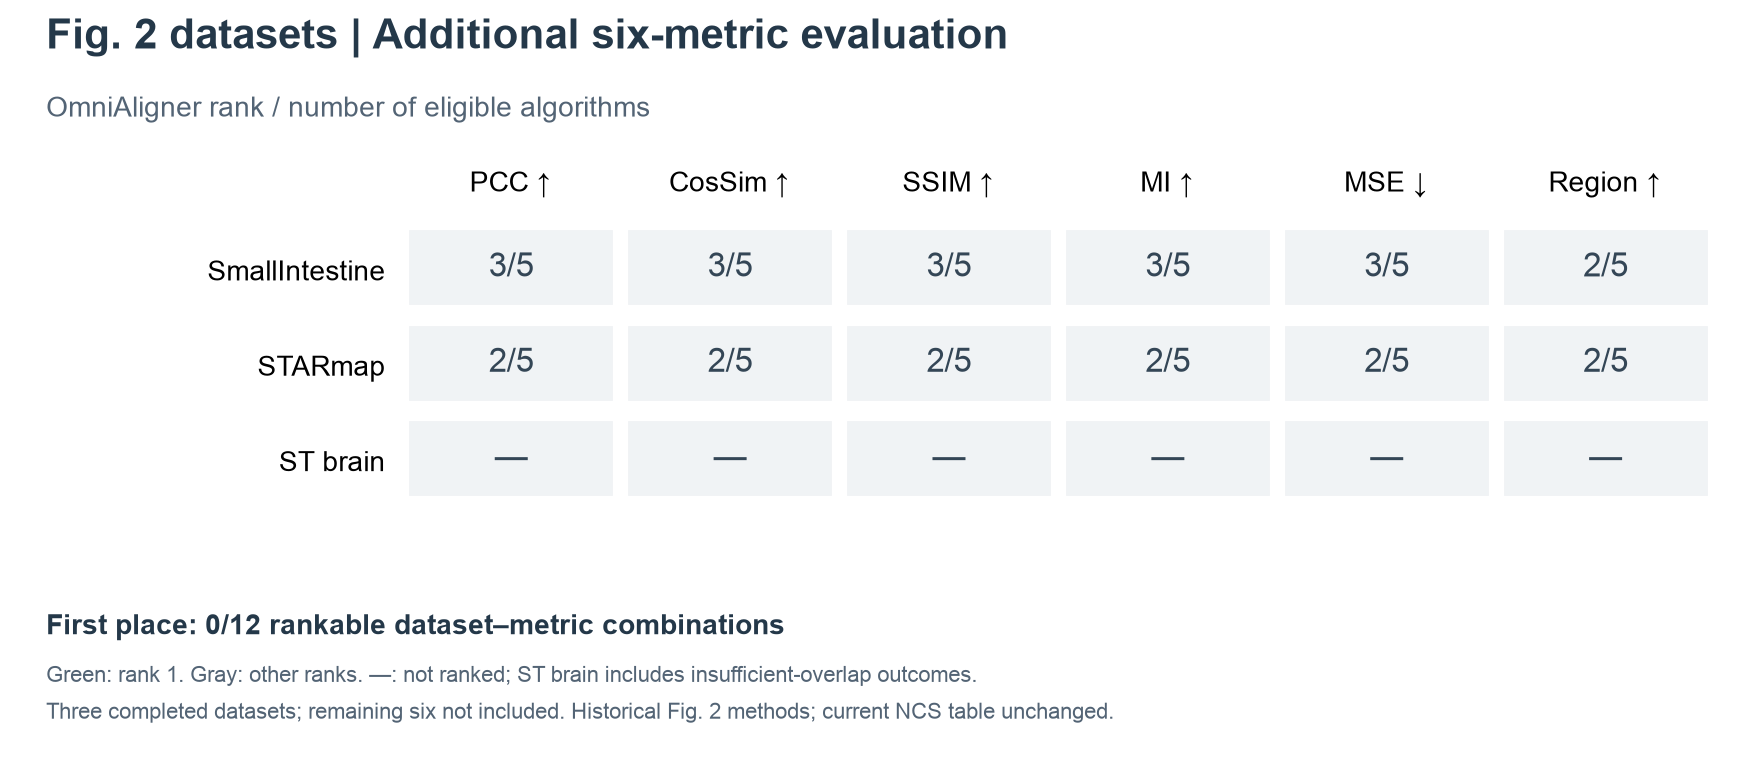 Fig. 2 datasets | Additional six-metric evaluation
OmniAligner rank / number of eligible algorithms
PCC ↑ CosSim ↑ SSIM ↑ MI ↑ MSE ↓ Region ↑
SmallIntestine 3/5 3/5 3/5 3/5 3/5 2/5
STARmap 2/5 2/5 2/5 2/5 2/5 2/5
ST brain — — — — — —
First place: 0/12 rankable dataset–metric combinations
Green: rank 1. Gray: other ranks. —: not ranked; ST brain includes insufficient-overlap outcomes.
Three completed datasets; remaining six not included. Historical Fig. 2 methods; current NCS table unchanged.